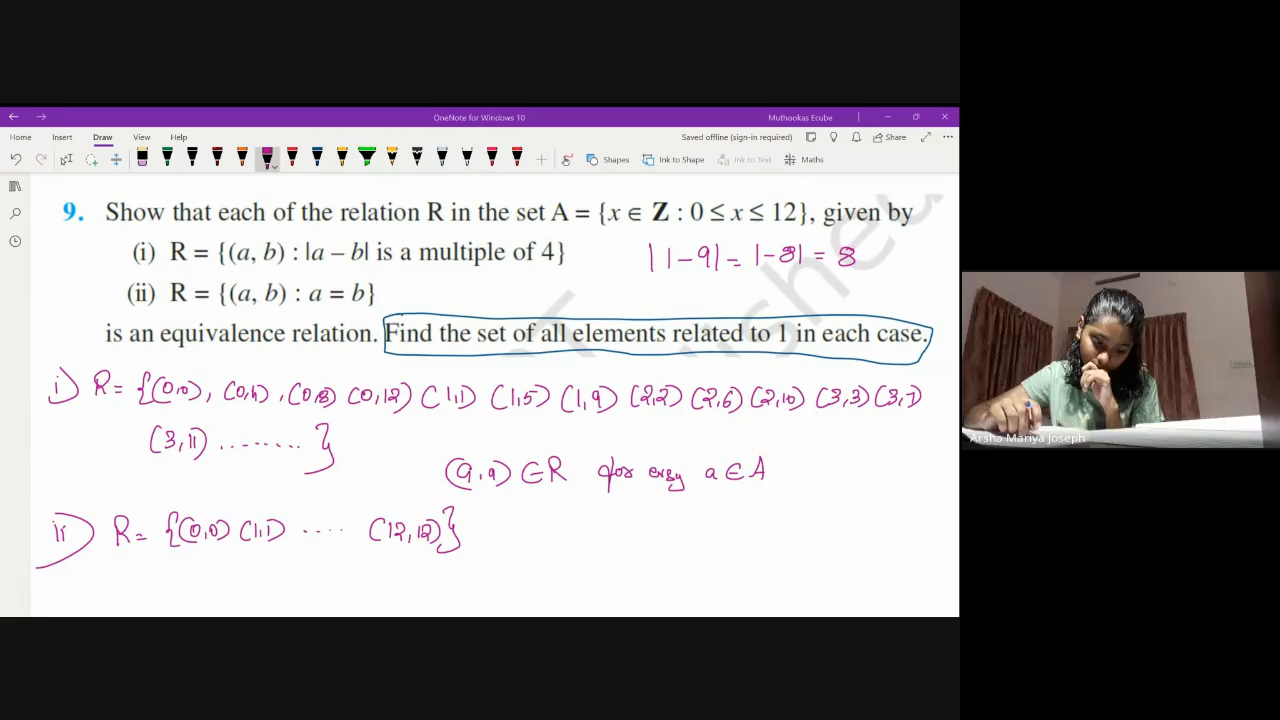 OneNote for Windows 10
Muthookas Ecube
Home Insert Draw View Help
Saved offline (sign-in required)
Share
Shapes
Ink to Shape
Ink to Text
Maths
9. Show that each of the relation R in the set A = {x ∈ Z : 0 ≤ x ≤ 12}, given by
(i) R = {(a, b) : |a – b| is a multiple of 4}
|1-9| = |-8| = 8
(ii) R = {(a, b) : a = b}
is an equivalence relation. Find the set of all elements related to 1 in each case.
i) R = {(0,0), (0,4), (0,8) (0,12) (1,1) (1,5) (1,9) (2,2) (2,6) (2,10) (3,3) (3,7)
(3,11) ........ }
(a,a) ∈ R for every a ∈ A
ii) R = {(0,0) (1,1) .... (12,12)}
Arsha Mariya Joseph